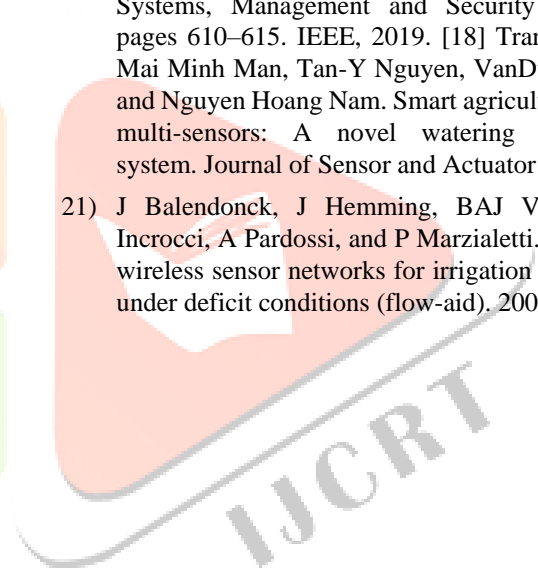 Systems, Management and Security
pages 610–615. IEEE, 2019. [18] Tran
Mai Minh Man, Tan-Y Nguyen, VanD
and Nguyen Hoang Nam. Smart agricul
multi-sensors: A novel watering
system. Journal of Sensor and Actuator
21) J Balendonck, J Hemming, BAJ V
Incrocci, A Pardossi, and P Marzialetti.
wireless sensor networks for irrigation
under deficit conditions (flow-aid). 200
IJCRT